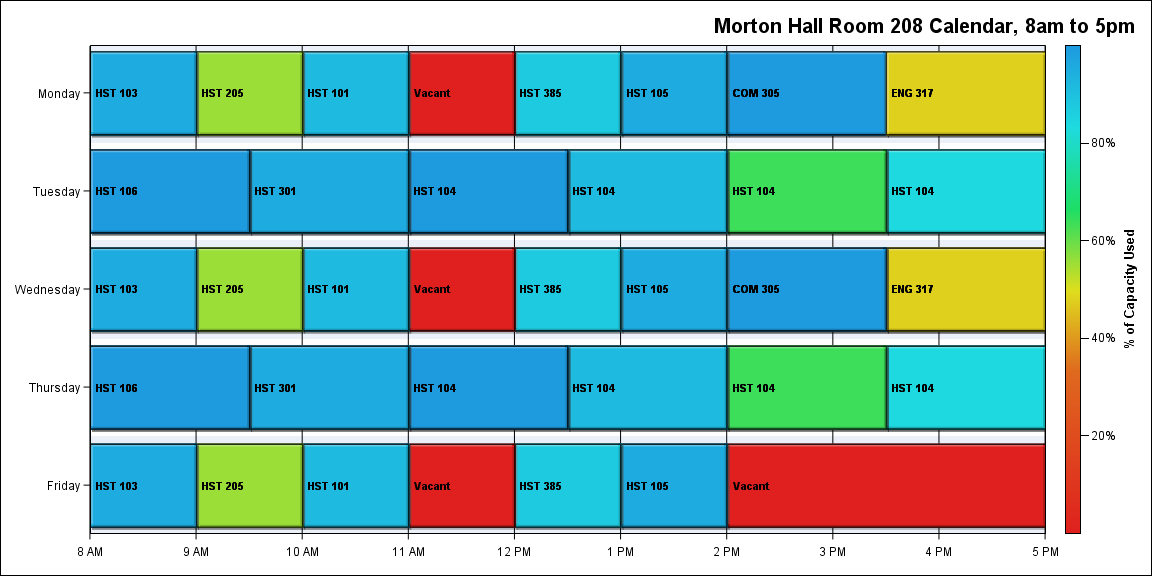 Morton Hall Room 208 Calendar, 8am to 5pm
Monday
HST 103
HST 205
HST 101
Vacant
HST 385
HST 105
COM 305
ENG 317
Tuesday
HST 106
HST 301
HST 104
HST 104
HST 104
HST 104
Wednesday
HST 103
HST 205
HST 101
Vacant
HST 385
HST 105
COM 305
ENG 317
Thursday
HST 106
HST 301
HST 104
HST 104
HST 104
HST 104
Friday
HST 103
HST 205
HST 101
Vacant
HST 385
HST 105
Vacant
8 AM
9 AM
10 AM
11 AM
12 PM
1 PM
2 PM
3 PM
4 PM
5 PM
80%
60%
40%
20%
% of Capacity Used